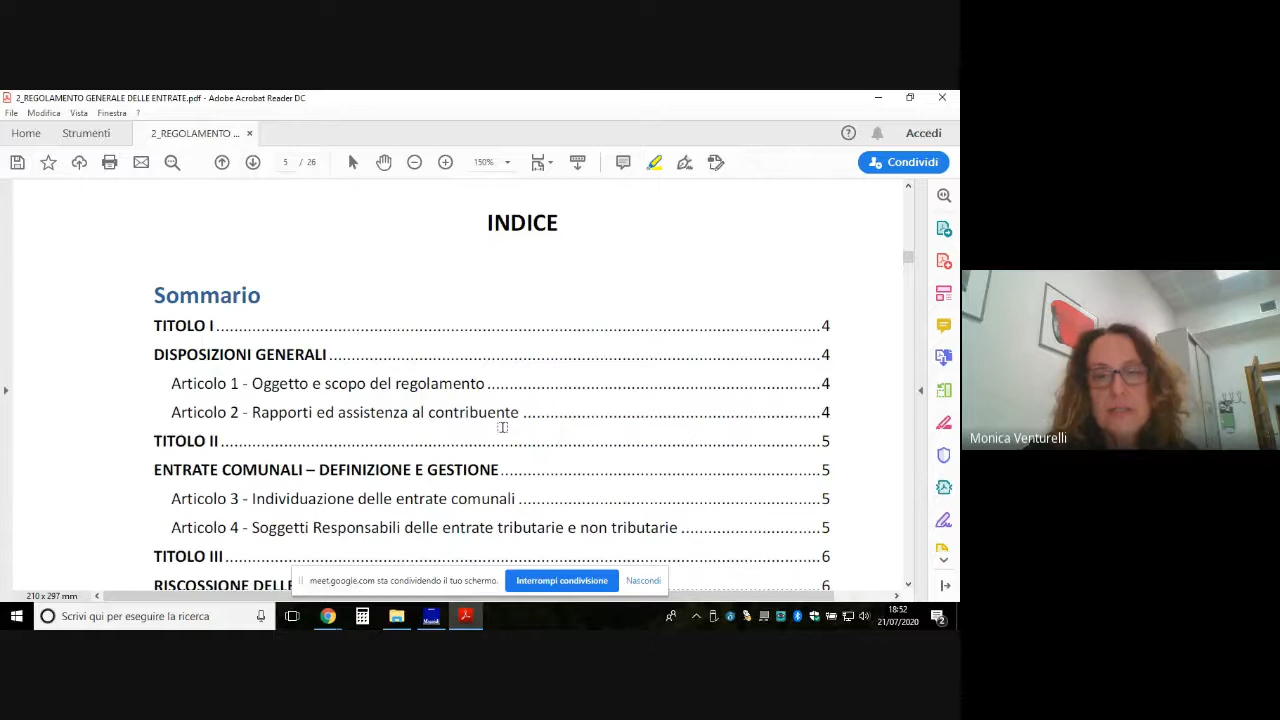 2_REGOLAMENTO GENERALE DELLE ENTRATE.pdf - Adobe Acrobat Reader DC
File Modifica Vista Finestra ?
Home Strumenti 2_REGOLAMENTO ... × Accedi
5 / 26 150% Condividi
INDICE
Sommario
TITOLO I 4
DISPOSIZIONI GENERALI 4
Articolo 1 - Oggetto e scopo del regolamento 4
Articolo 2 - Rapporti ed assistenza al contribuente 4
TITOLO II 5
ENTRATE COMUNALI – DEFINIZIONE E GESTIONE 5
Articolo 3 - Individuazione delle entrate comunali 5
Articolo 4 - Soggetti Responsabili delle entrate tributarie e non tributarie 5
TITOLO III 6
RISCOSSIONE DELLE 6
meet.google.com sta condividendo il tuo schermo. Interrompi condivisione Nascondi
210 x 297 mm
Scrivi qui per eseguire la ricerca
18:52
21/07/2020
2
Monica Venturelli